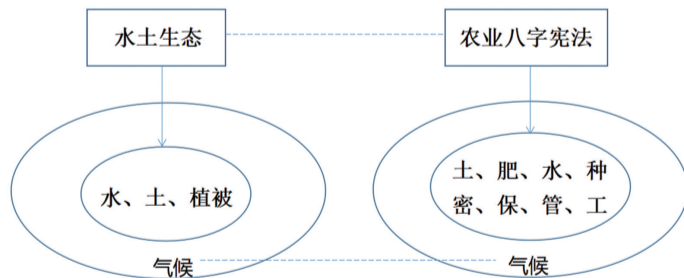 水土生态
农业八字宪法
水、土、植被
土、肥、水、种
密、保、管、工
气候
气候